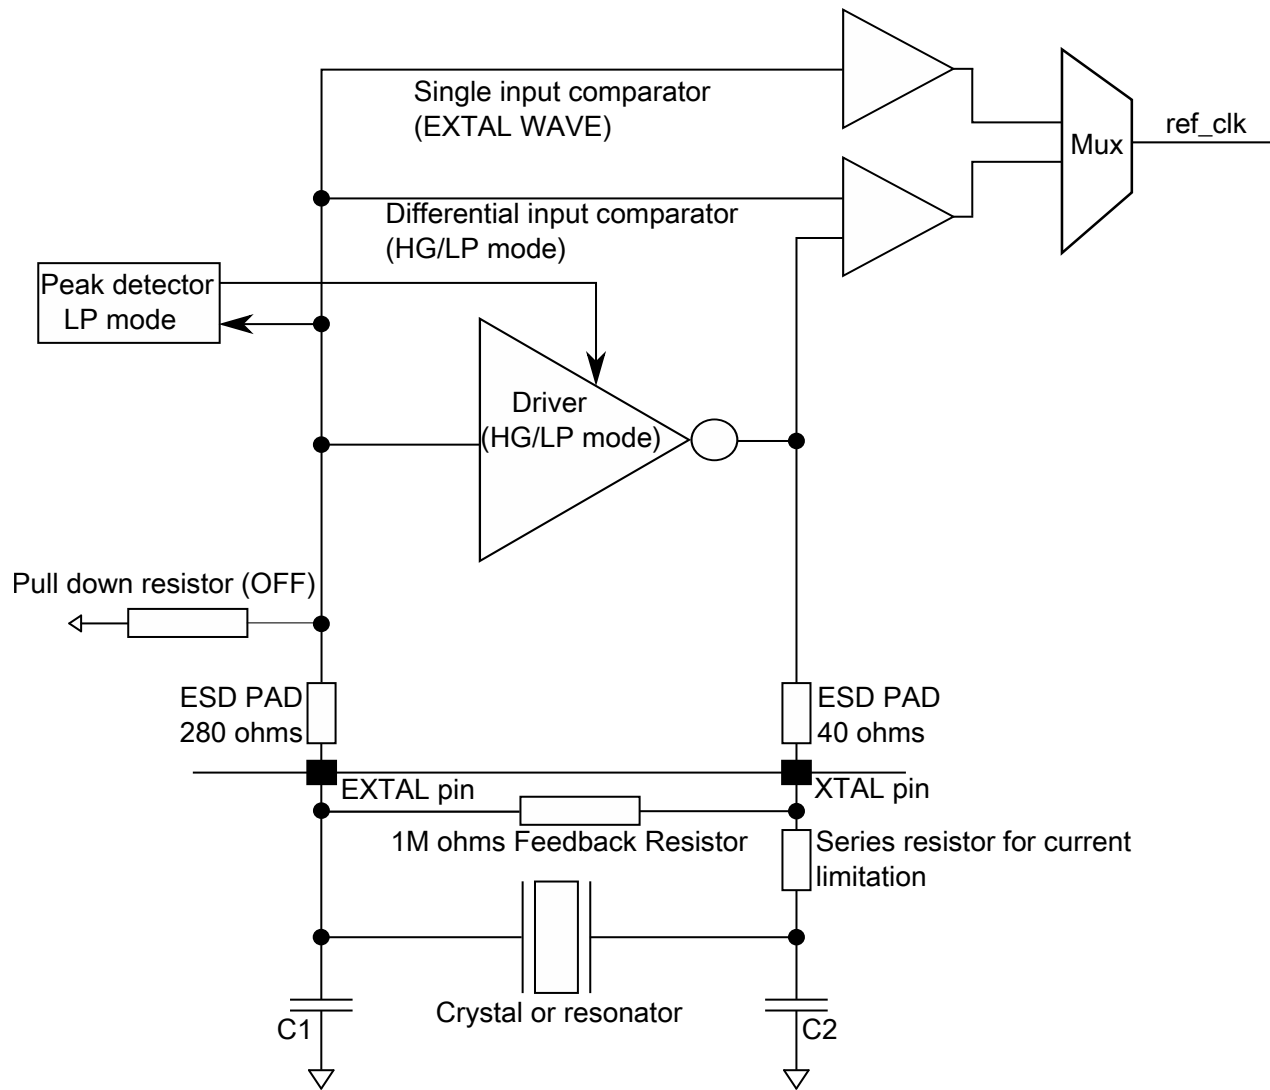 Single input comparator
(EXTAL WAVE)
ref_clk
Mux
Differential input comparator
(HG/LP mode)
Peak detector
LP mode
Driver
(HG/LP mode)
Pull down resistor (OFF)
ESD PAD
280 ohms
ESD PAD
40 ohms
EXTAL pin
XTAL pin
1M ohms Feedback Resistor
Series resistor for current
limitation
Crystal or resonator
C1
C2